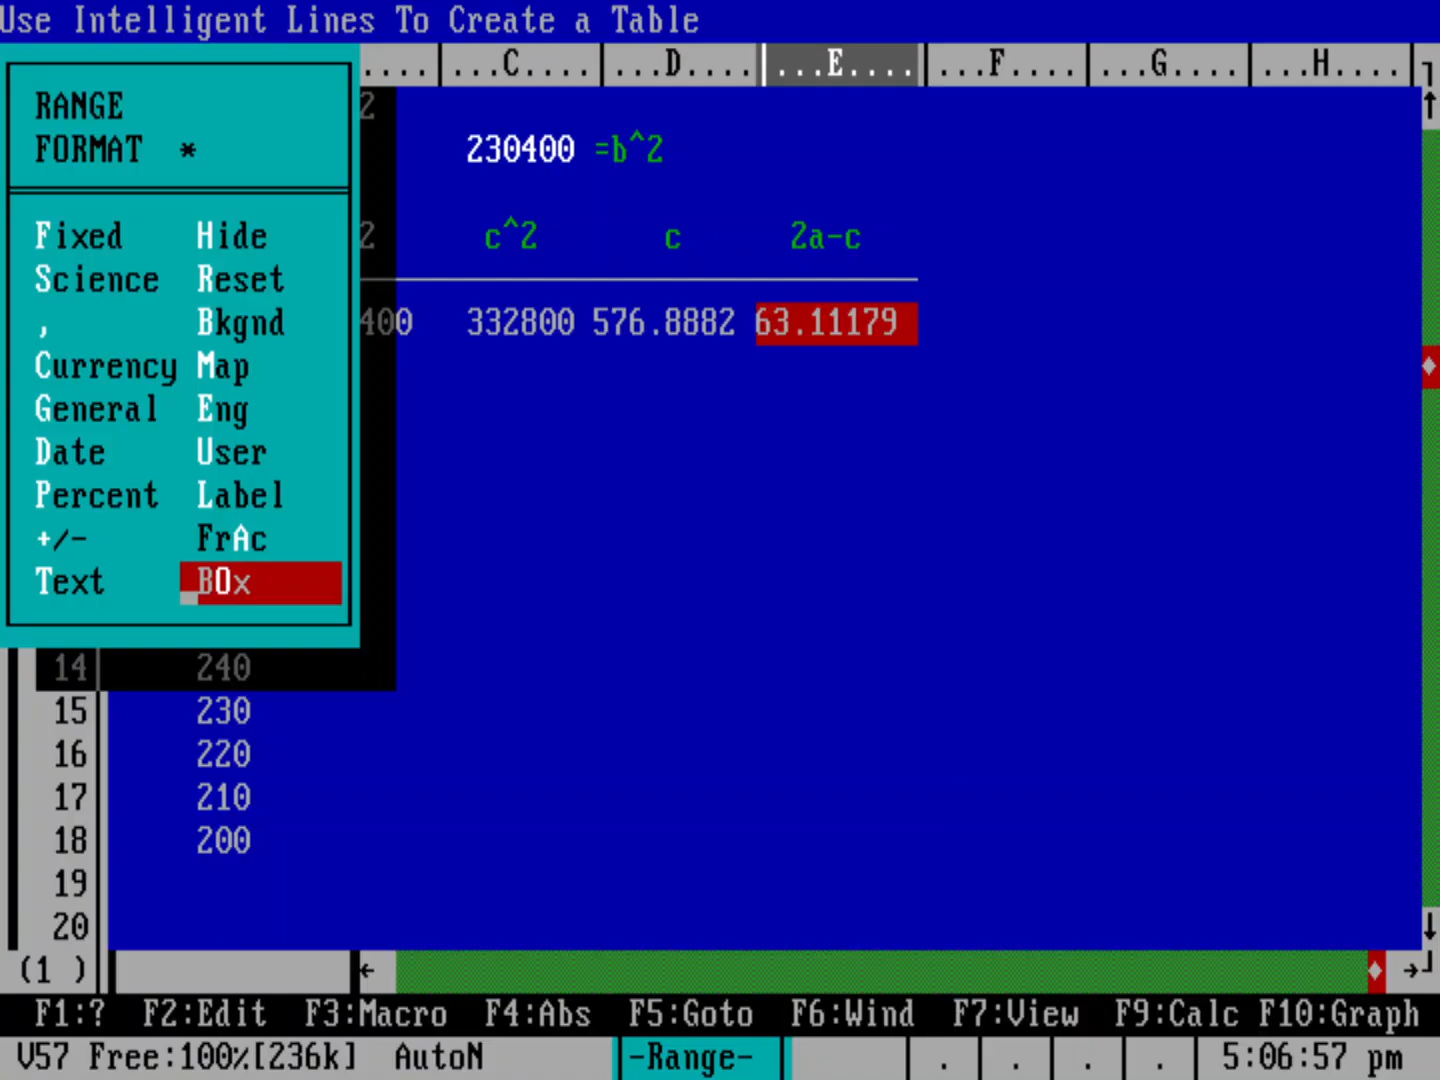 Use Intelligent Lines To Create a Table
.... ...C.... ...D.... ...E.... ...F.... ...G.... ...H....
RANGE
FORMAT *
2
230400 =b^2
Fixed Hide 2 c^2 c 2a-c
Science Reset
, Bkgnd 400 332800 576.8882 63.11179
Currency Map
General Eng
Date User
Percent Label
+/- FrAc
Text BOx
14 240
15 230
16 220
17 210
18 200
19
20
(1 )
F1:? F2:Edit F3:Macro F4:Abs F5:Goto F6:Wind F7:View F9:Calc F10:Graph
V57 Free:100%[236k] AutoN -Range- . . . . 5:06:57 pm